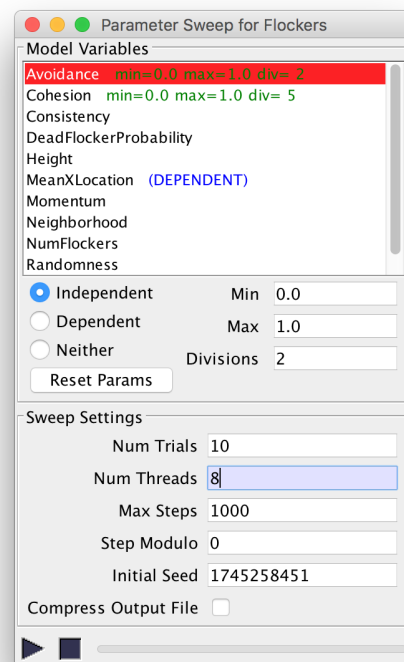 Parameter Sweep for Flockers
Model Variables
Avoidance min=0.0 max=1.0 div= 2
Cohesion min=0.0 max=1.0 div= 5
Consistency
DeadFlockerProbability
Height
MeanXLocation (DEPENDENT)
Momentum
Neighborhood
NumFlockers
Randomness
Independent Min 0.0
Dependent Max 1.0
Neither Divisions 2
Reset Params
Sweep Settings
Num Trials 10
Num Threads 8
Max Steps 1000
Step Modulo 0
Initial Seed 1745258451
Compress Output File